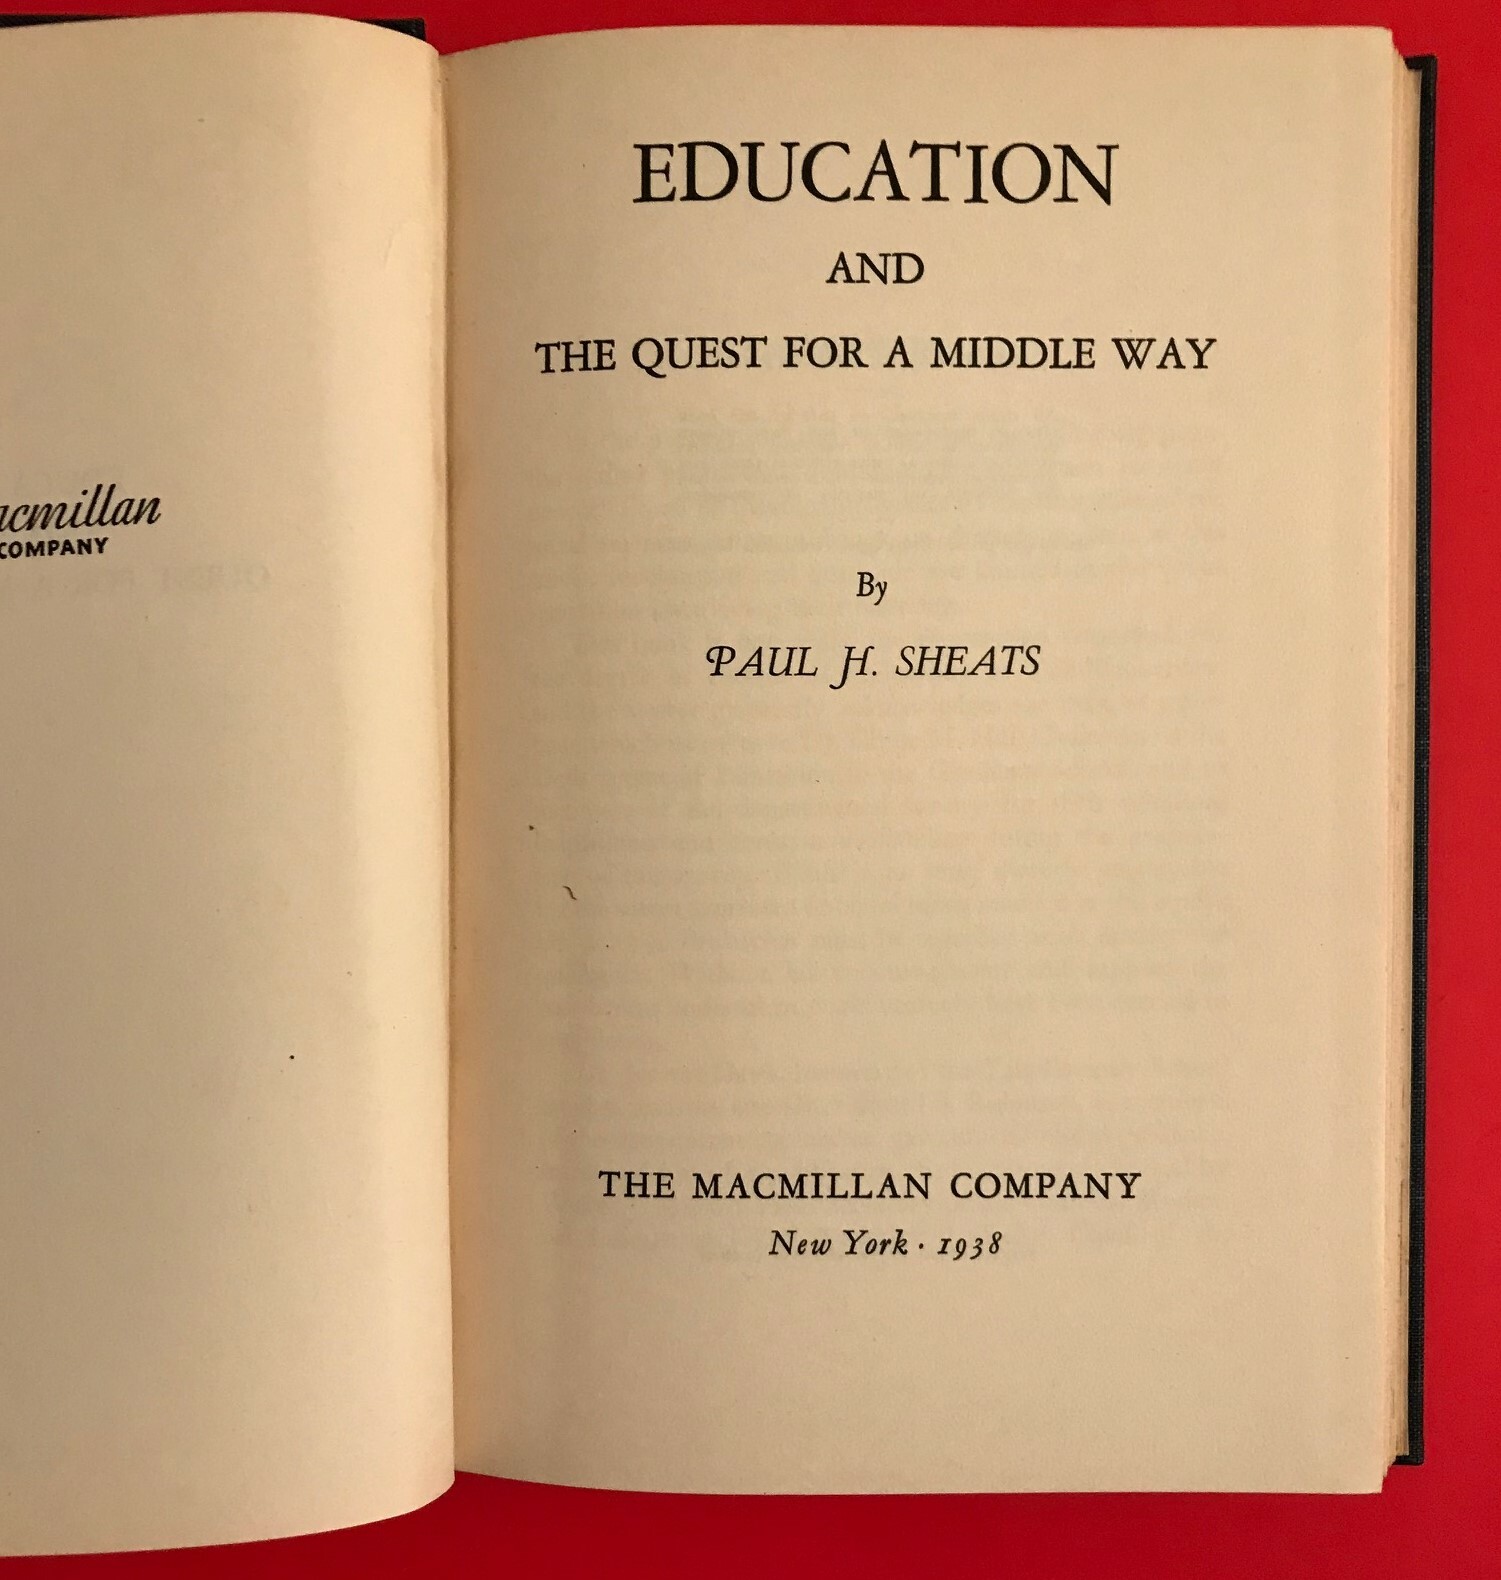 acmillan
COMPANY
EDUCATION
AND
THE QUEST FOR A MIDDLE WAY
By
PAUL H. SHEATS
THE MACMILLAN COMPANY
New York · 1938